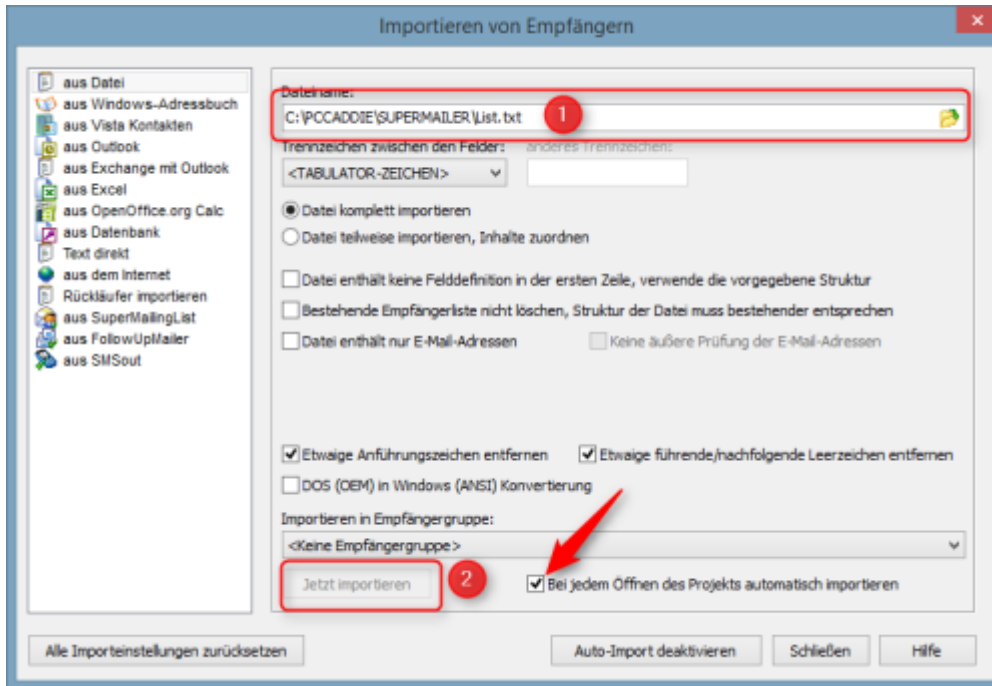 Importieren von Empfängern
aus Datei
aus Windows-Adressbuch
aus Vista Kontakten
aus Outlook
aus Exchange mit Outlook
aus Excel
aus OpenOffice.org Calc
aus Datenbank
Text direkt
aus dem Internet
Rückläufer importieren
aus SuperMailingList
aus FollowUpMailer
aus SMSout
Dateiname:
C:\PCCADDIE\SUPERMAILER\List.txt 1
Trennzeichen zwischen den Felder: anderes Trennzeichen:
<TABULATOR-ZEICHEN>
Datei komplett importieren
Datei teilweise importieren, Inhalte zuordnen
Datei enthält keine Felddefinition in der ersten Zeile, verwende die vorgegebene Struktur
Bestehende Empfängerliste nicht löschen, Struktur der Datei muss bestehender entsprechen
Datei enthält nur E-Mail-Adressen Keine äußere Prüfung der E-Mail-Adressen
Etwaige Anführungszeichen entfernen Etwaige führende/nachfolgende Leerzeichen entfernen
DOS (OEM) in Windows (ANSI) Konvertierung
Importieren in Empfängergruppe:
<Keine Empfängergruppe>
Jetzt importieren 2 Bei jedem Öffnen des Projekts automatisch importieren
Alle Importeinstellungen zurücksetzen Auto-Import deaktivieren Schließen Hilfe